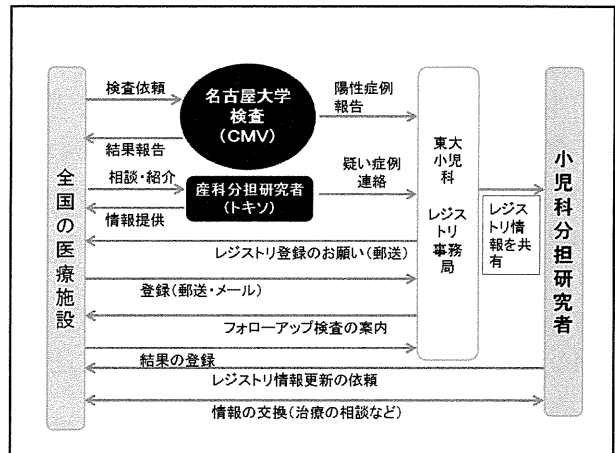 全国の医療施設
検査依頼
結果報告
名古屋大学
検査
(CMV)
陽性症例
報告
相談・紹介
情報提供
産科分担研究者
(トキソ)
疑い症例
連絡
東大
小児
科
レジ
スト
リ
事務
局
レジス
トリ情
報を共
有
小児科分担研究者
レジストリ登録のお願い(郵送)
登録(郵送・メール)
フォローアップ検査の案内
結果の登録
レジストリ情報更新の依頼
情報の交換(治療の相談など)